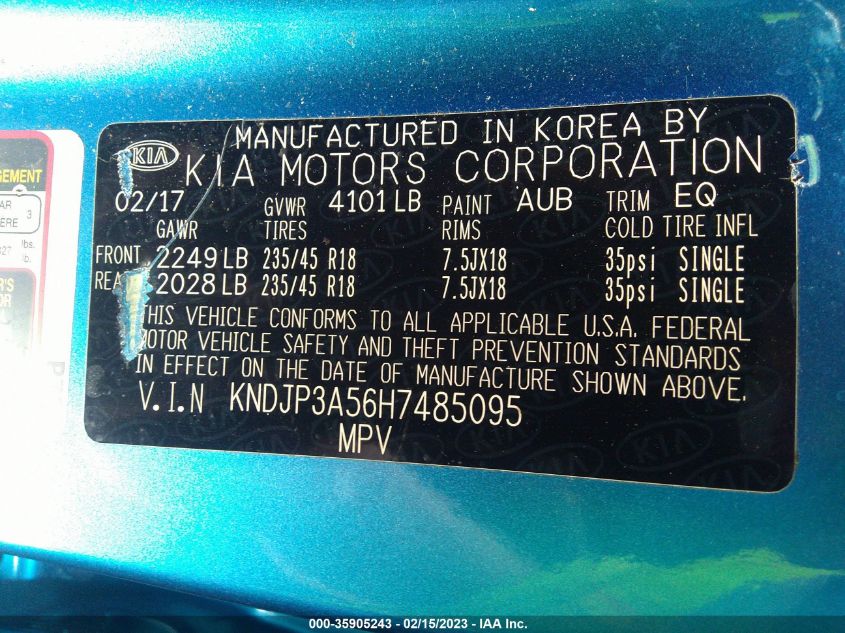 MANUFACTURED IN KOREA BY
KIA KIA MOTORS CORPORATION
02/17 GVWR 4101 LB PAINT AUB TRIM EQ
GAWR TIRES RIMS COLD TIRE INFL
FRONT 2249 LB 235/45 R18 7.5JX18 35psi SINGLE
2028 LB 235/45 R18 7.5JX18 35psi SINGLE
THIS VEHICLE CONFORMS TO ALL APPLICABLE U.S.A. FEDERAL
MOTOR VEHICLE SAFETY AND THEFT PREVENTION STANDARDS
IN EFFECT ON THE DATE OF MANUFACTURE SHOWN ABOVE.
V.I.N KNDJP3A56H7485095
MPV
KIA
3
lbs.
000-35905243 - 02/15/2023 - IAA Inc.